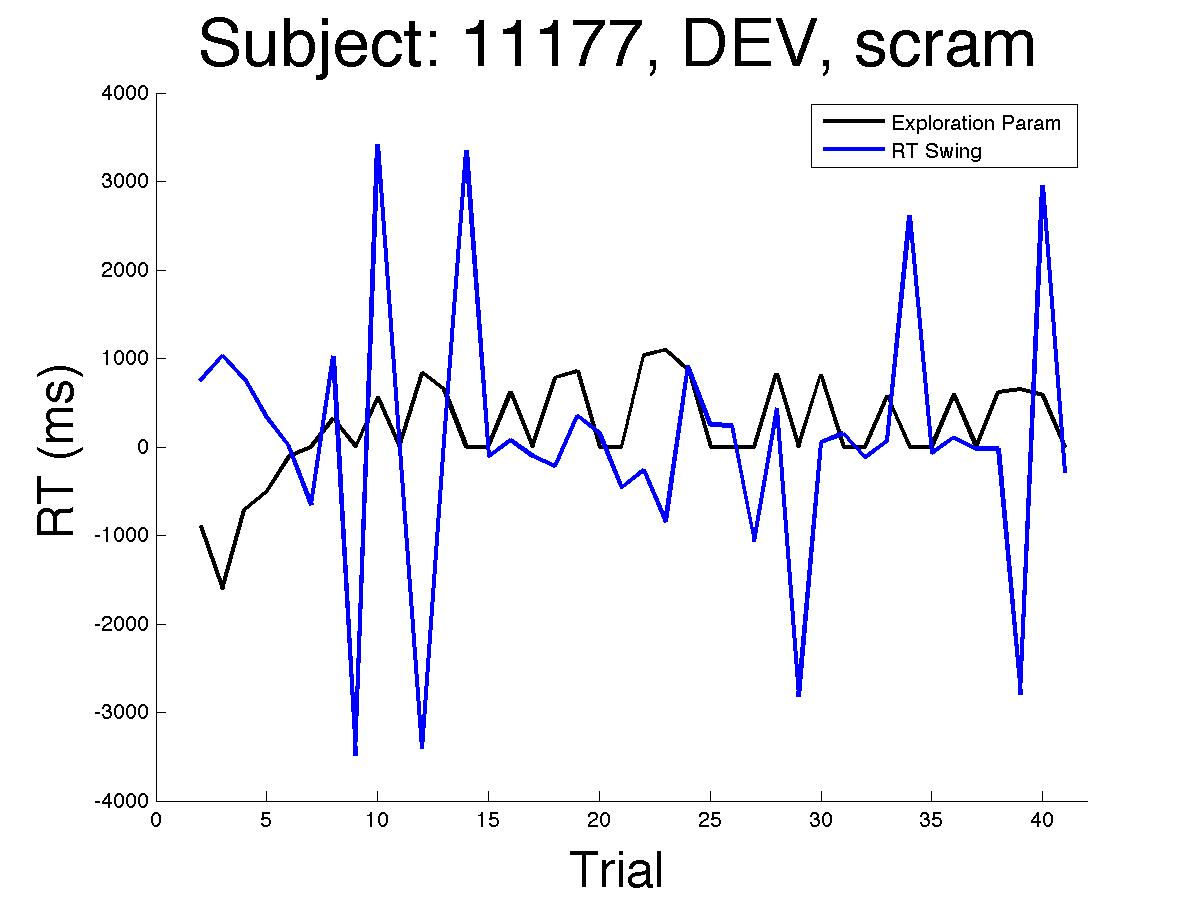 Subject: 11177, DEV, scram
4000
3000
2000
1000
0
-1000
-2000
-3000
-4000
RT (ms)
Exploration Param
RT Swing
0 5 10 15 20 25 30 35 40
Trial